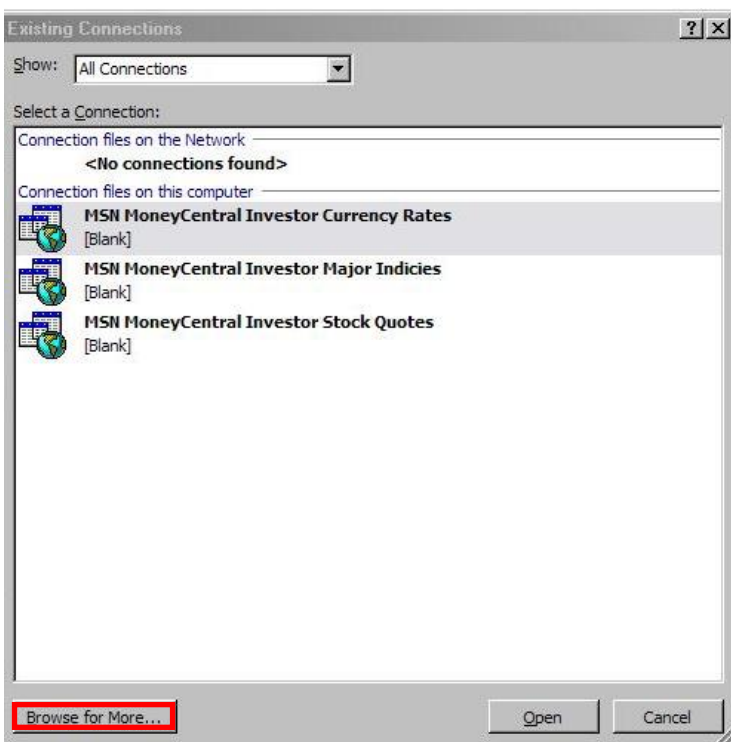 Existing Connections
Show: All Connections
Select a Connection:
Connection files on the Network
<No connections found>
Connection files on this computer
MSN MoneyCentral Investor Currency Rates
[Blank]
MSN MoneyCentral Investor Major Indicies
[Blank]
MSN MoneyCentral Investor Stock Quotes
[Blank]
Browse for More... Open Cancel